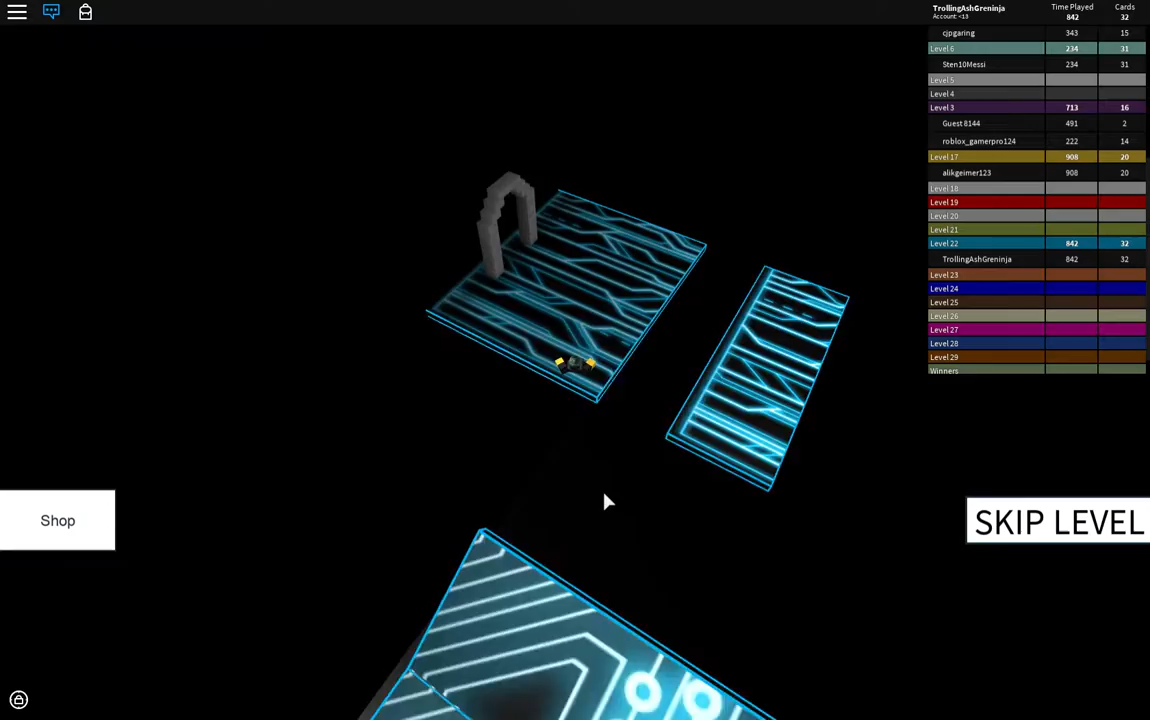 TrollingAshGreninja Time Played Cards
Account: <13 842 32
cjpgaring 343 15
Level 6 234 31
Sten10Messi 234 31
Level 5
Level 4
Level 3 713 16
Guest 8144 491 2
roblox_gamerpro124 222 14
Level 17 908 20
alikgeimer123 908 20
Level 18
Level 19
Level 20
Level 21
Level 22 842 32
TrollingAshGreninja 842 32
Level 23
Level 24
Level 25
Level 26
Level 27
Level 28
Level 29
Winners
Shop
SKIP LEVEL